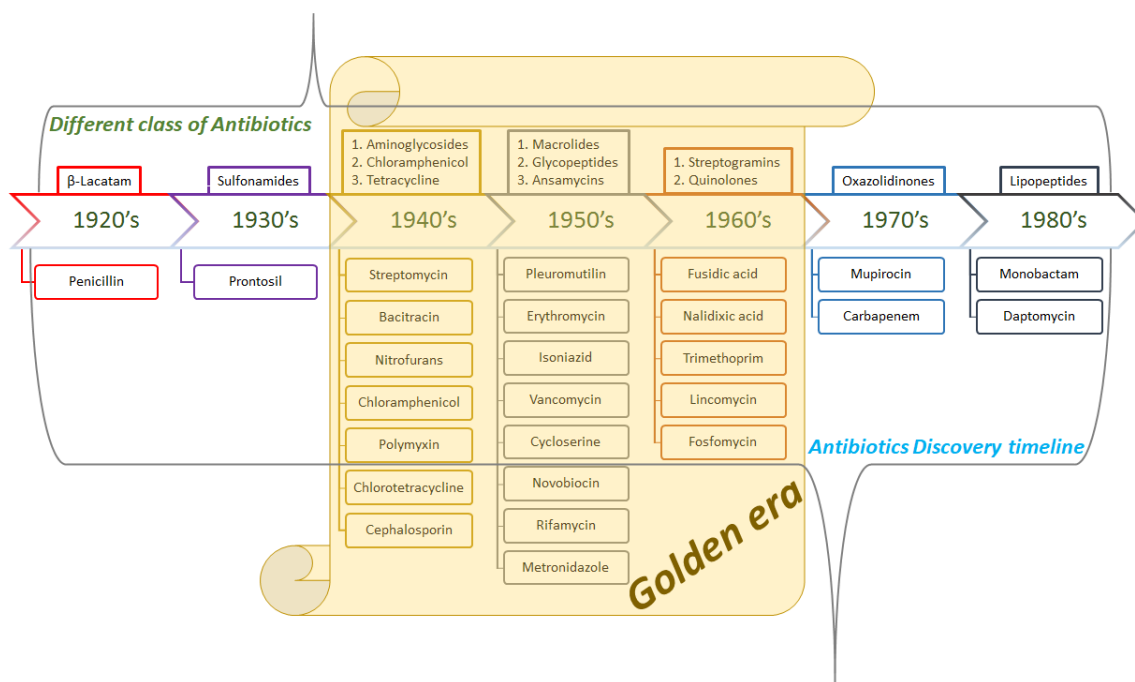 Different class of Antibiotics
β-Lacatam
Sulfonamides
1. Aminoglycosides
2. Chloramphenicol
3. Tetracycline
1. Macrolides
2. Glycopeptides
3. Ansamycins
1. Streptogramins
2. Quinolones
Oxazolidinones
Lipopeptides
1920’s
1930’s
1940’s
1950’s
1960’s
1970’s
1980’s
Penicillin
Prontosil
Streptomycin
Bacitracin
Nitrofurans
Chloramphenicol
Polymyxin
Chlorotetracycline
Cephalosporin
Pleuromutilin
Erythromycin
Isoniazid
Vancomycin
Cycloserine
Novobiocin
Rifamycin
Metronidazole
Fusidic acid
Nalidixic acid
Trimethoprim
Lincomycin
Fosfomycin
Mupirocin
Carbapenem
Monobactam
Daptomycin
Antibiotics Discovery timeline
Golden era